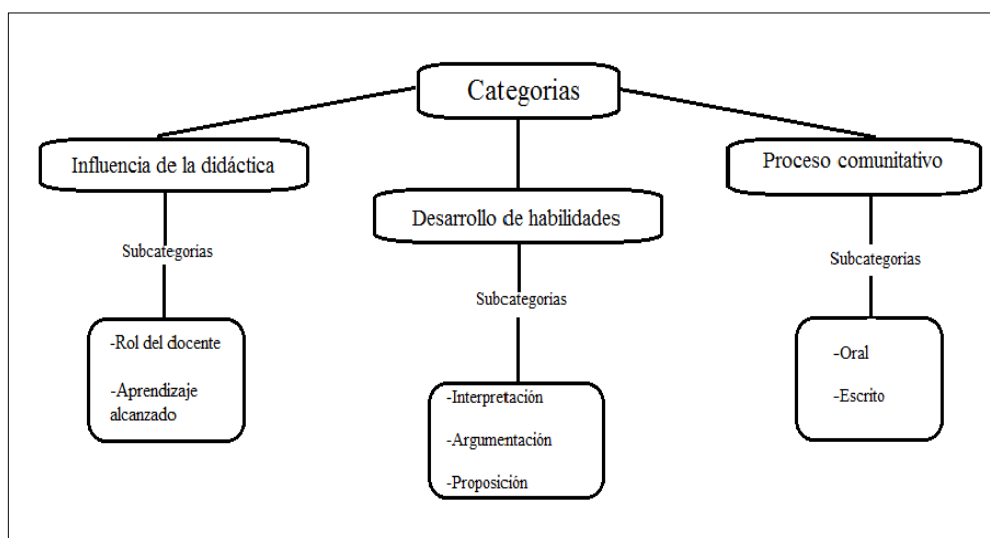 Categorias
Influencia de la didáctica
Subcategorias
-Rol del docente
-Aprendizaje
alcanzado
Desarrollo de habilidades
Subcategorias
-Interpretación
-Argumentación
-Proposición
Proceso comunitativo
Subcategorias
-Oral
-Escrito